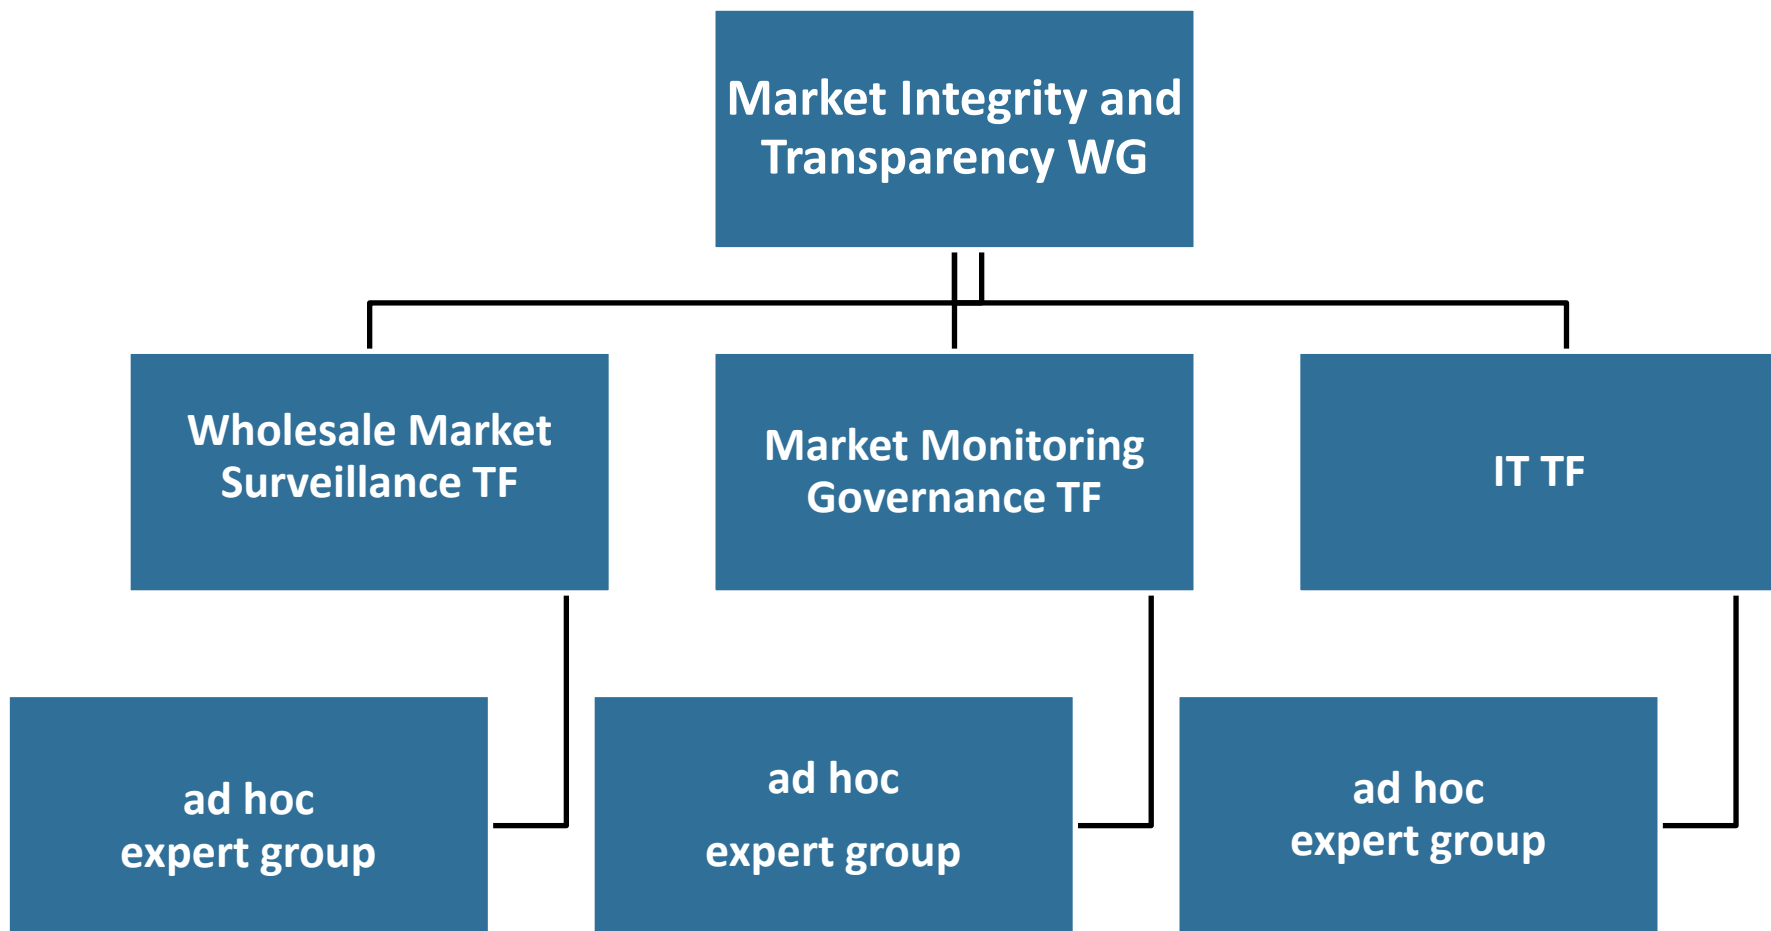 Market Integrity and
Transparency WG
Wholesale Market
Surveillance TF
Market Monitoring
Governance TF
IT TF
ad hoc
expert group
ad hoc
expert group
ad hoc
expert group